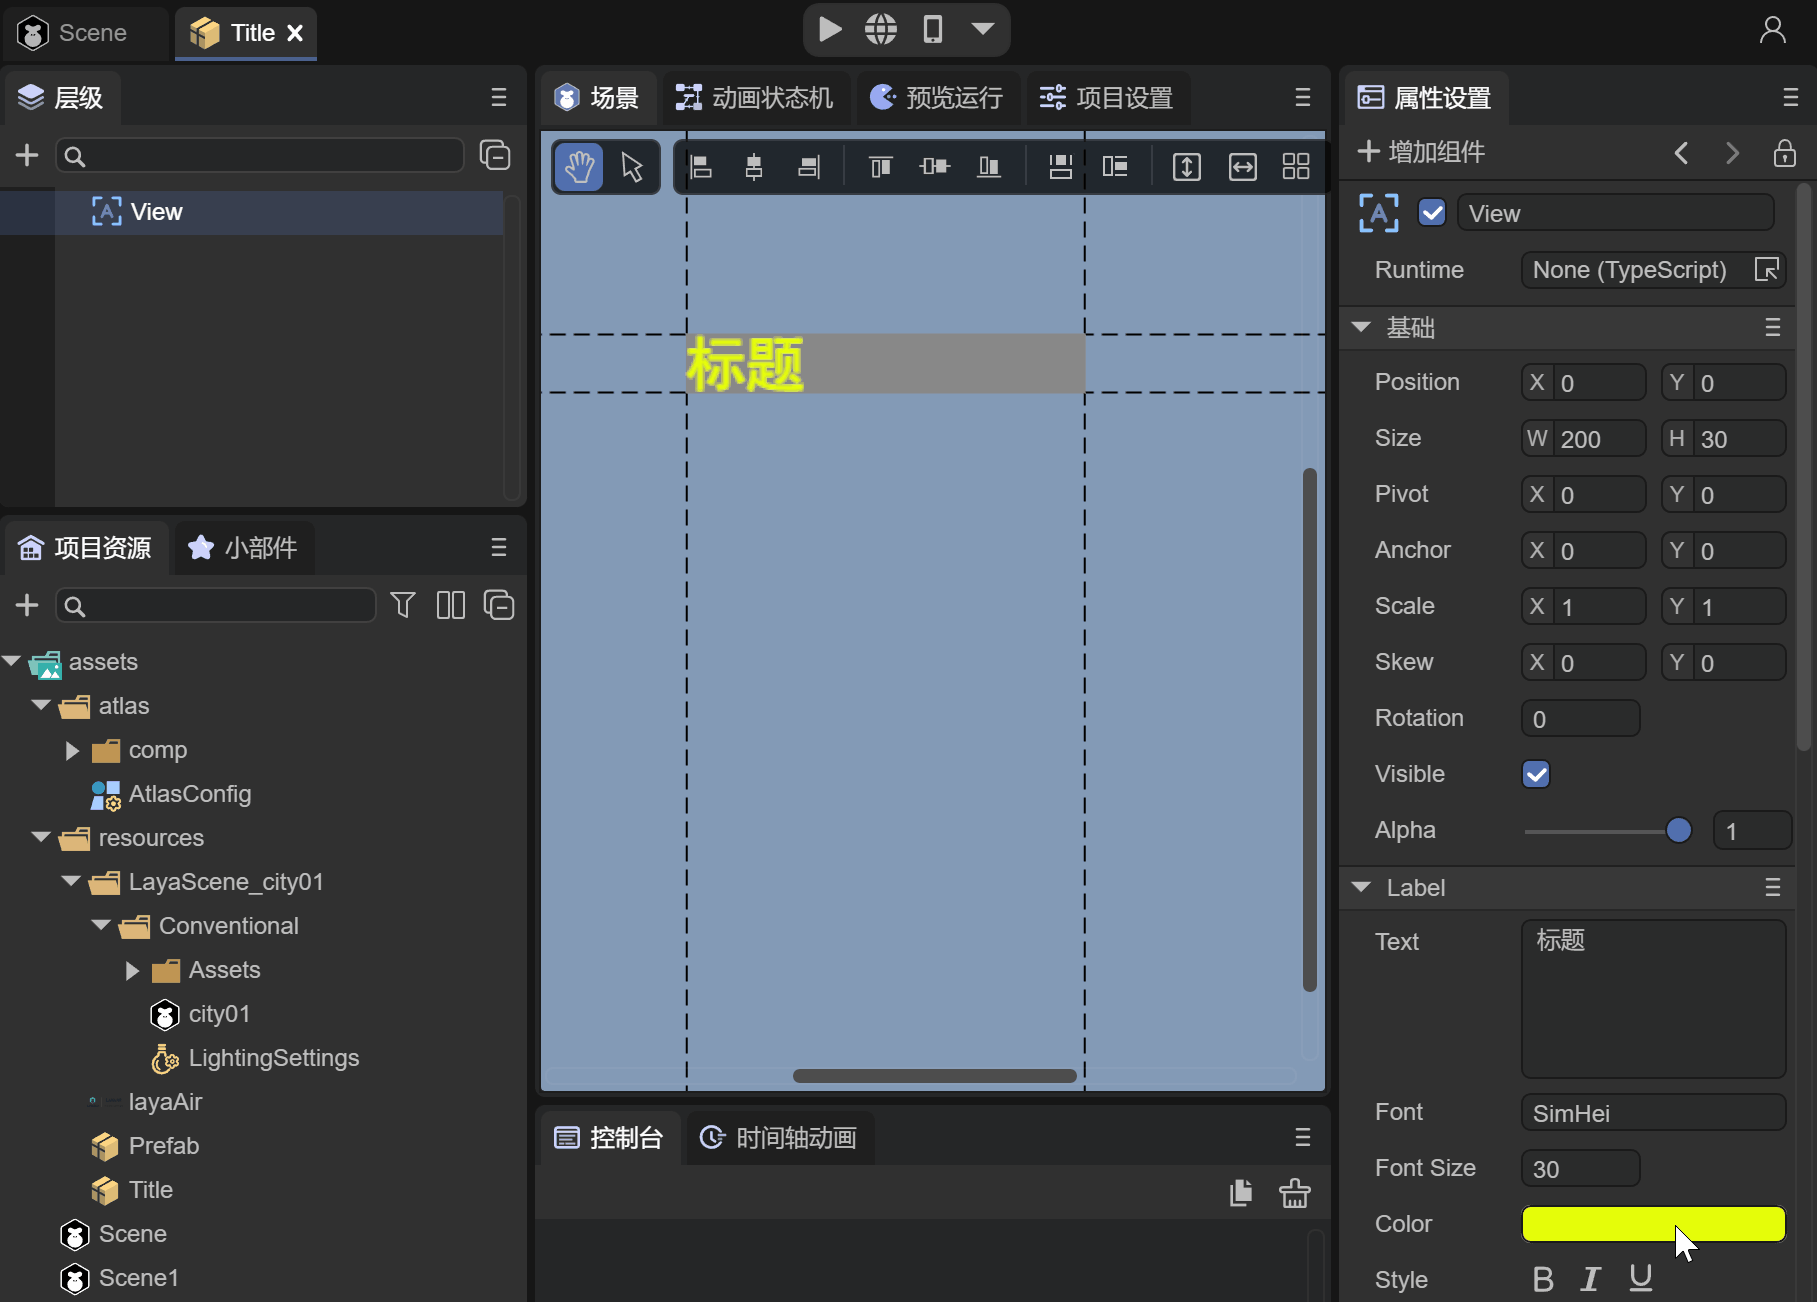 Scene
Title
层级
View
项目资源
小部件
assets
atlas
comp
AtlasConfig
resources
LayaScene_city01
Conventional
Assets
city01
LightingSettings
layaAir
Prefab
Title
Scene
Scene1
场景
动画状态机
预览运行
项目设置
标题
控制台
时间轴动画
属性设置
增加组件
View
Runtime None (TypeScript)
基础
Position X 0 Y 0
Size W 200 H 30
Pivot X 0 Y 0
Anchor X 0 Y 0
Scale X 1 Y 1
Skew X 0 Y 0
Rotation 0
Visible
Alpha 1
Label
Text 标题
Font SimHei
Font Size 30
Color
Style B I U